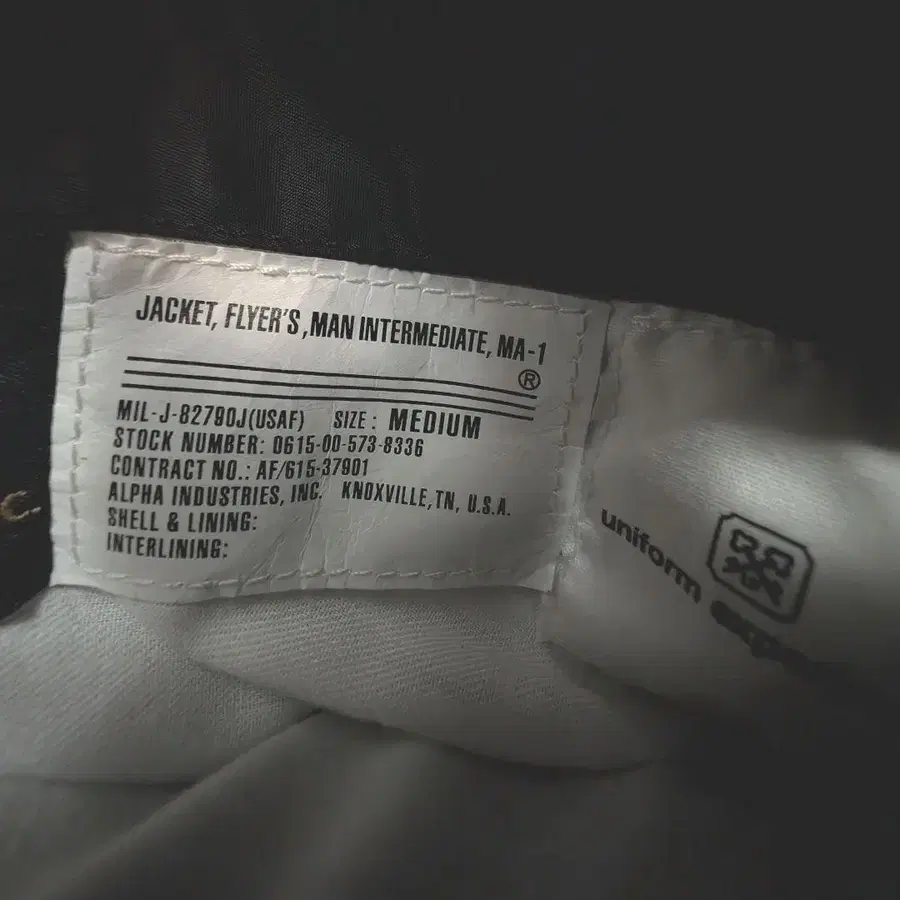 JACKET, FLYER'S, MAN INTERMEDIATE, MA-1
®
MIL-J-82790J(USAF) SIZE: MEDIUM
STOCK NUMBER: 0615-00-573-8336
CONTRACT NO.: AF/615-37901
ALPHA INDUSTRIES, INC. KNOXVILLE, TN, U.S.A.
SHELL & LINING:
INTERLINING:
uniform